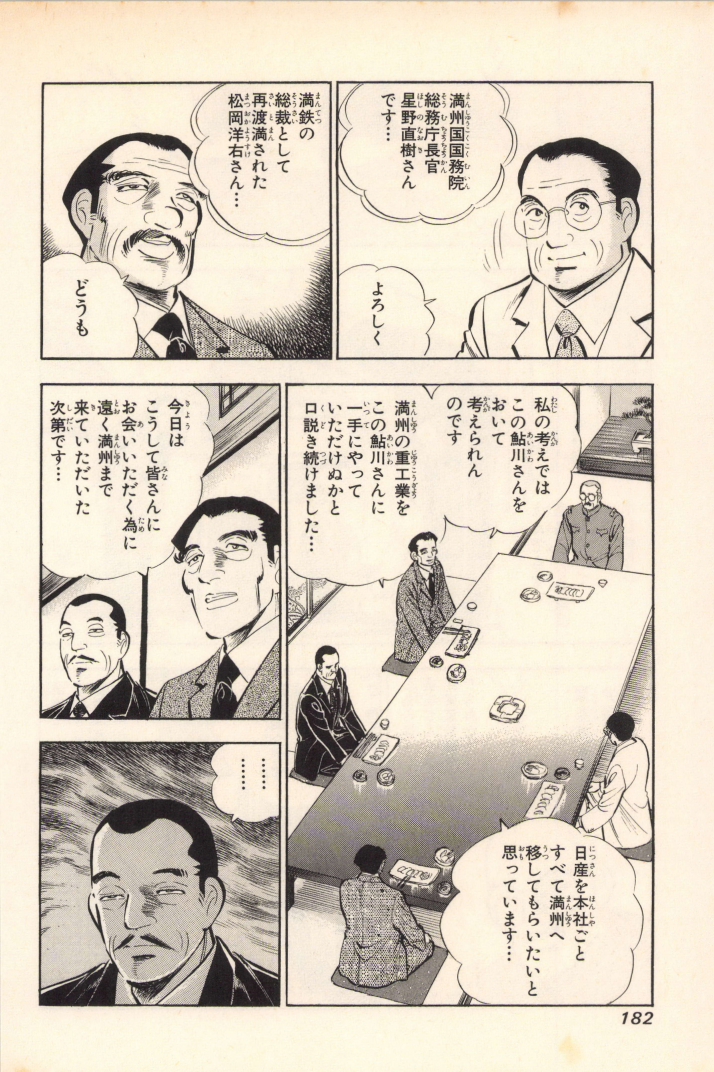 満州国国務院
総務庁長官
星野直樹さん
です…
よろしく
満鉄の
総裁として
再渡満された
松岡洋右さん…
どうも
私の考えでは
この鮎川さんを
おいて
考えられん
のです
満州の重工業を
この鮎川さんに
一手にやって
いただけぬかと
口説き続けました…
日産を本社ごと
すべて満州へ
移してもらいたいと
思っています…
今日は
こうして皆さんに
お会いいただく為に
遠く満州まで
来ていただいた
次第です…
……
……
182